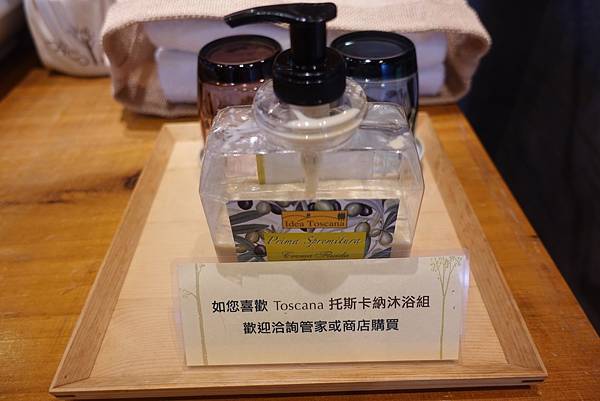 Idea Toscana
Prima Spremitura
Crema Fluida
如您喜歡 Toscana 托斯卡納沐浴組
歡迎洽詢管家或商店購買